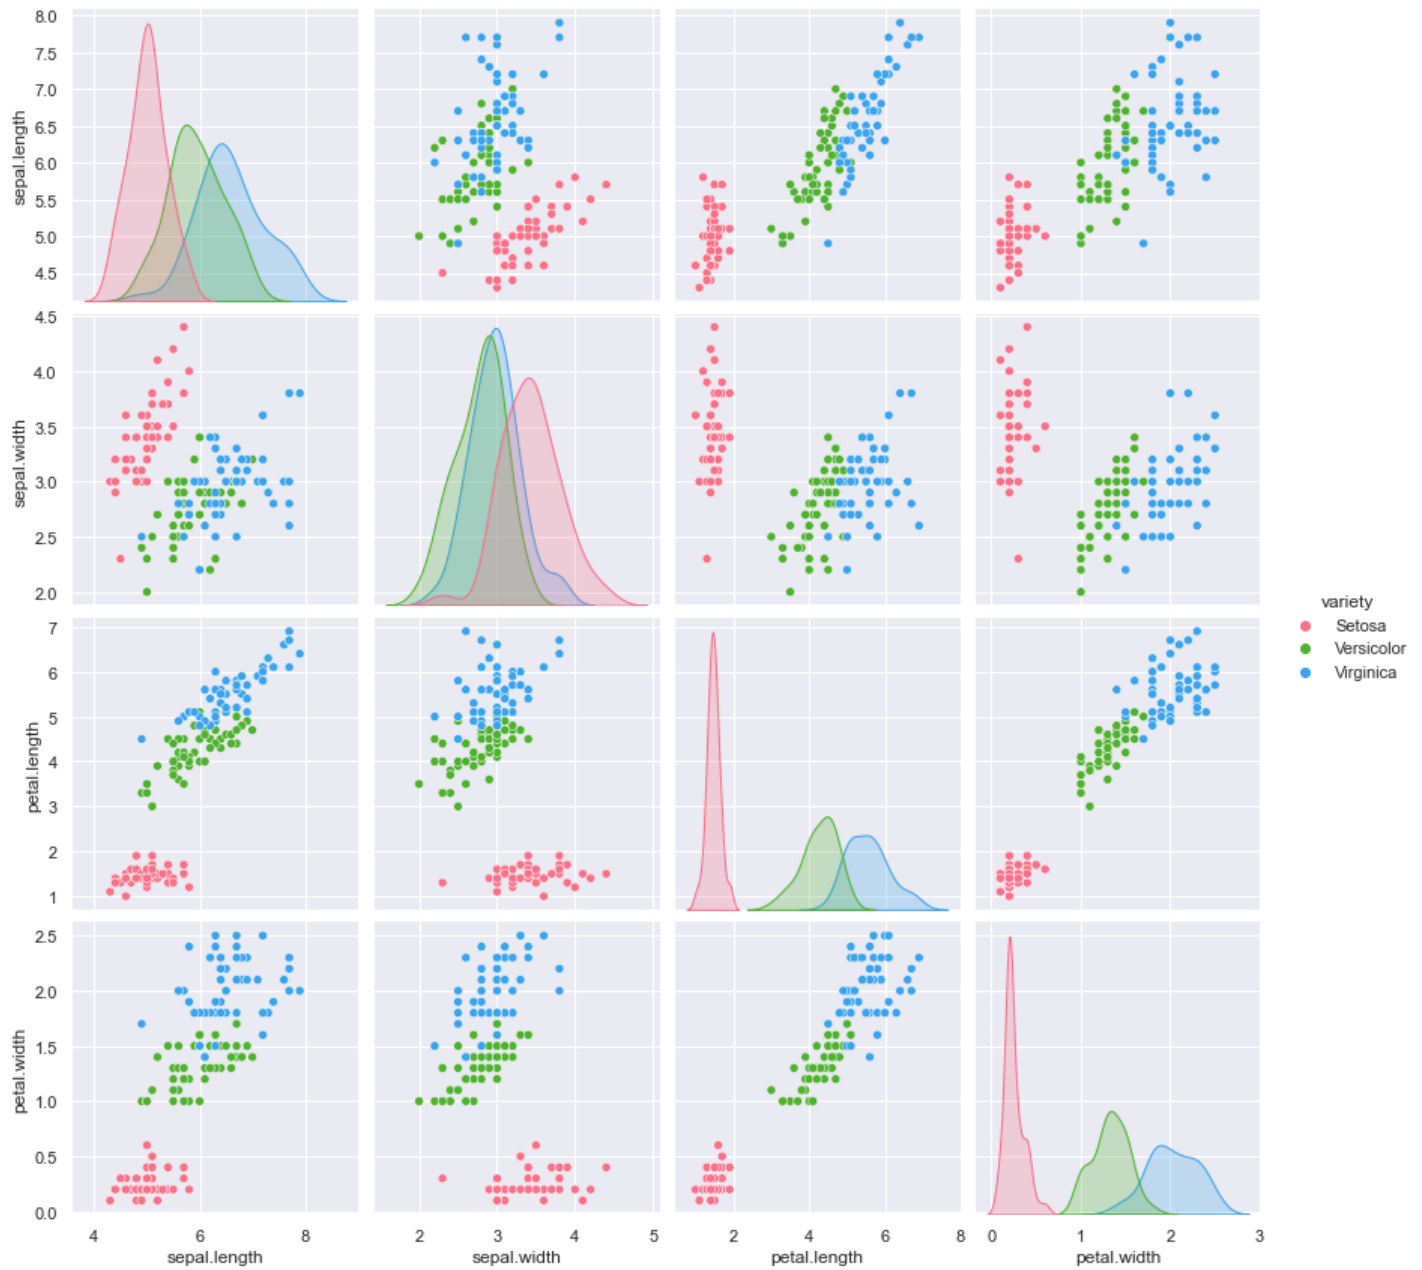 8.0
7.5
7.0
6.5
6.0
5.5
5.0
4.5
sepal.length
4.5
4.0
3.5
3.0
2.5
2.0
sepal.width
7
6
5
4
3
2
1
petal.length
2.5
2.0
1.5
1.0
0.5
0.0
petal.width
4 6 8
sepal.length
2 3 4 5
sepal.width
2 4 6 8
petal.length
0 1 2 3
petal.width
variety
Setosa
Versicolor
Virginica